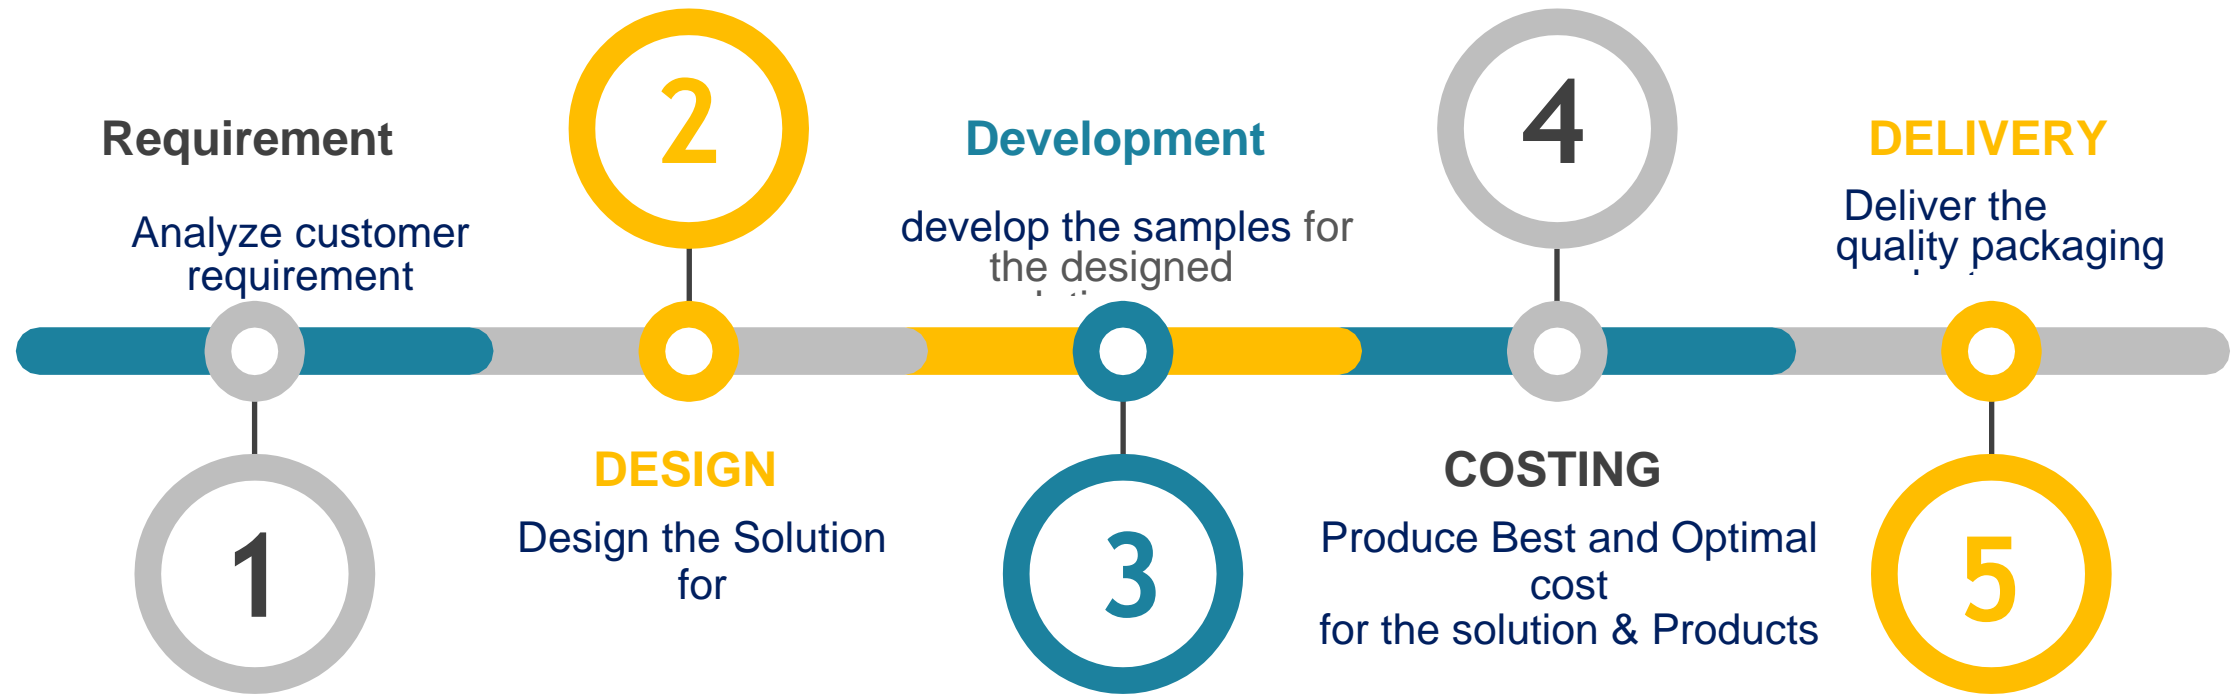 Requirement
Analyze customer
requirement
1
2
DESIGN
Design the Solution
for
Development
develop the samples for
the designed
3
4
COSTING
Produce Best and Optimal
cost
for the solution & Products
DELIVERY
Deliver the
quality packaging
5